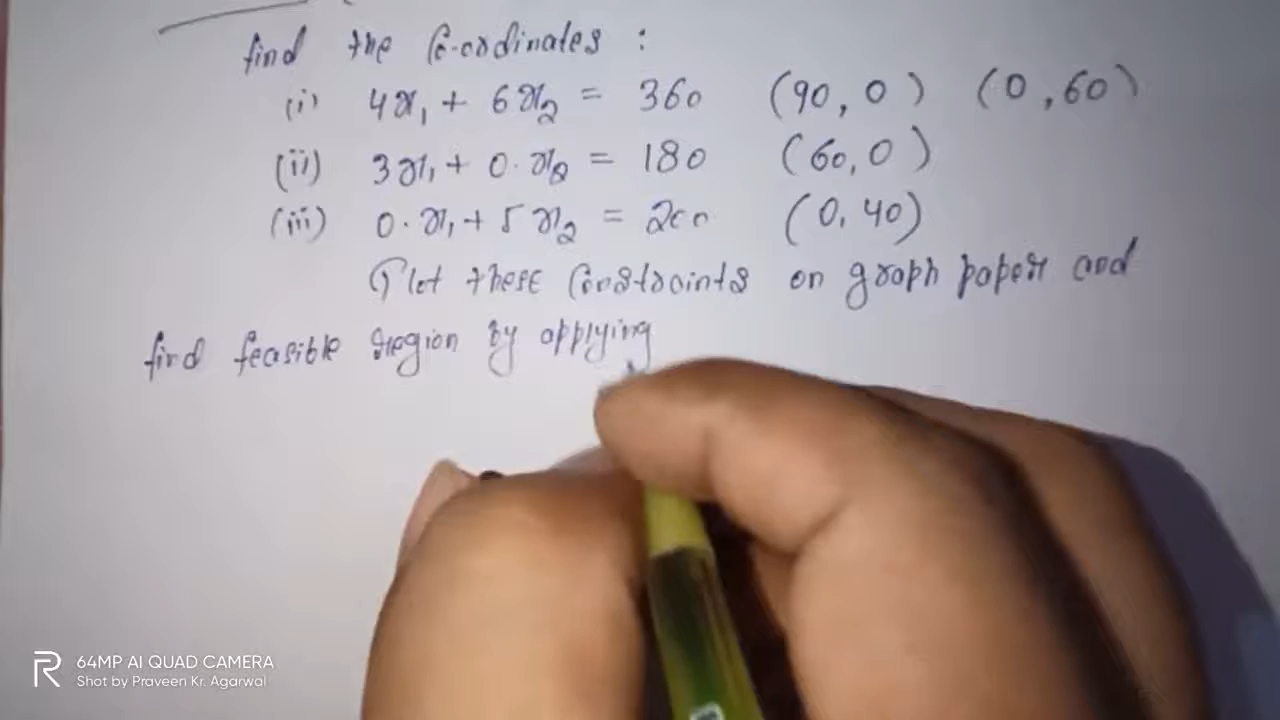 find the Co-ordinates :
(i) 4x₁ + 6x₂ = 360 (90, 0) (0, 60)
(ii) 3x₁ + 0.x₂ = 180 (60, 0)
(iii) 0.x₁ + 5x₂ = 200 (0, 40)
Plot these Constraints on graph paper and
find feasible region by applying
64MP AI QUAD CAMERA
Shot by Praveen Kr. Agarwal